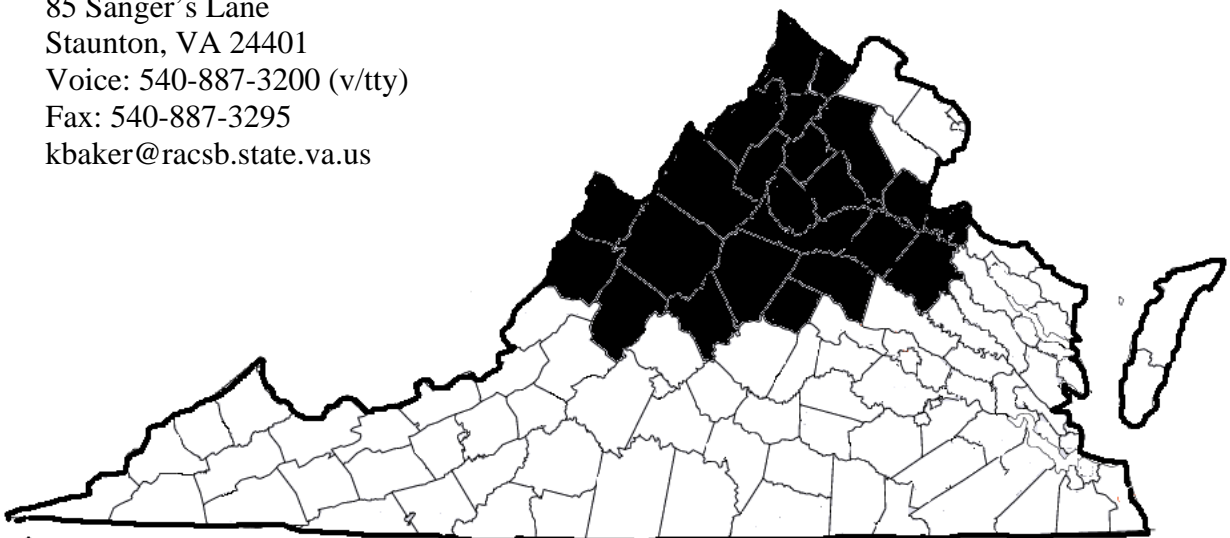 85 Sanger’s Lane
Staunton, VA 24401
Voice: 540-887-3200 (v/tty)
Fax: 540-887-3295
kbaker@racsb.state.va.us